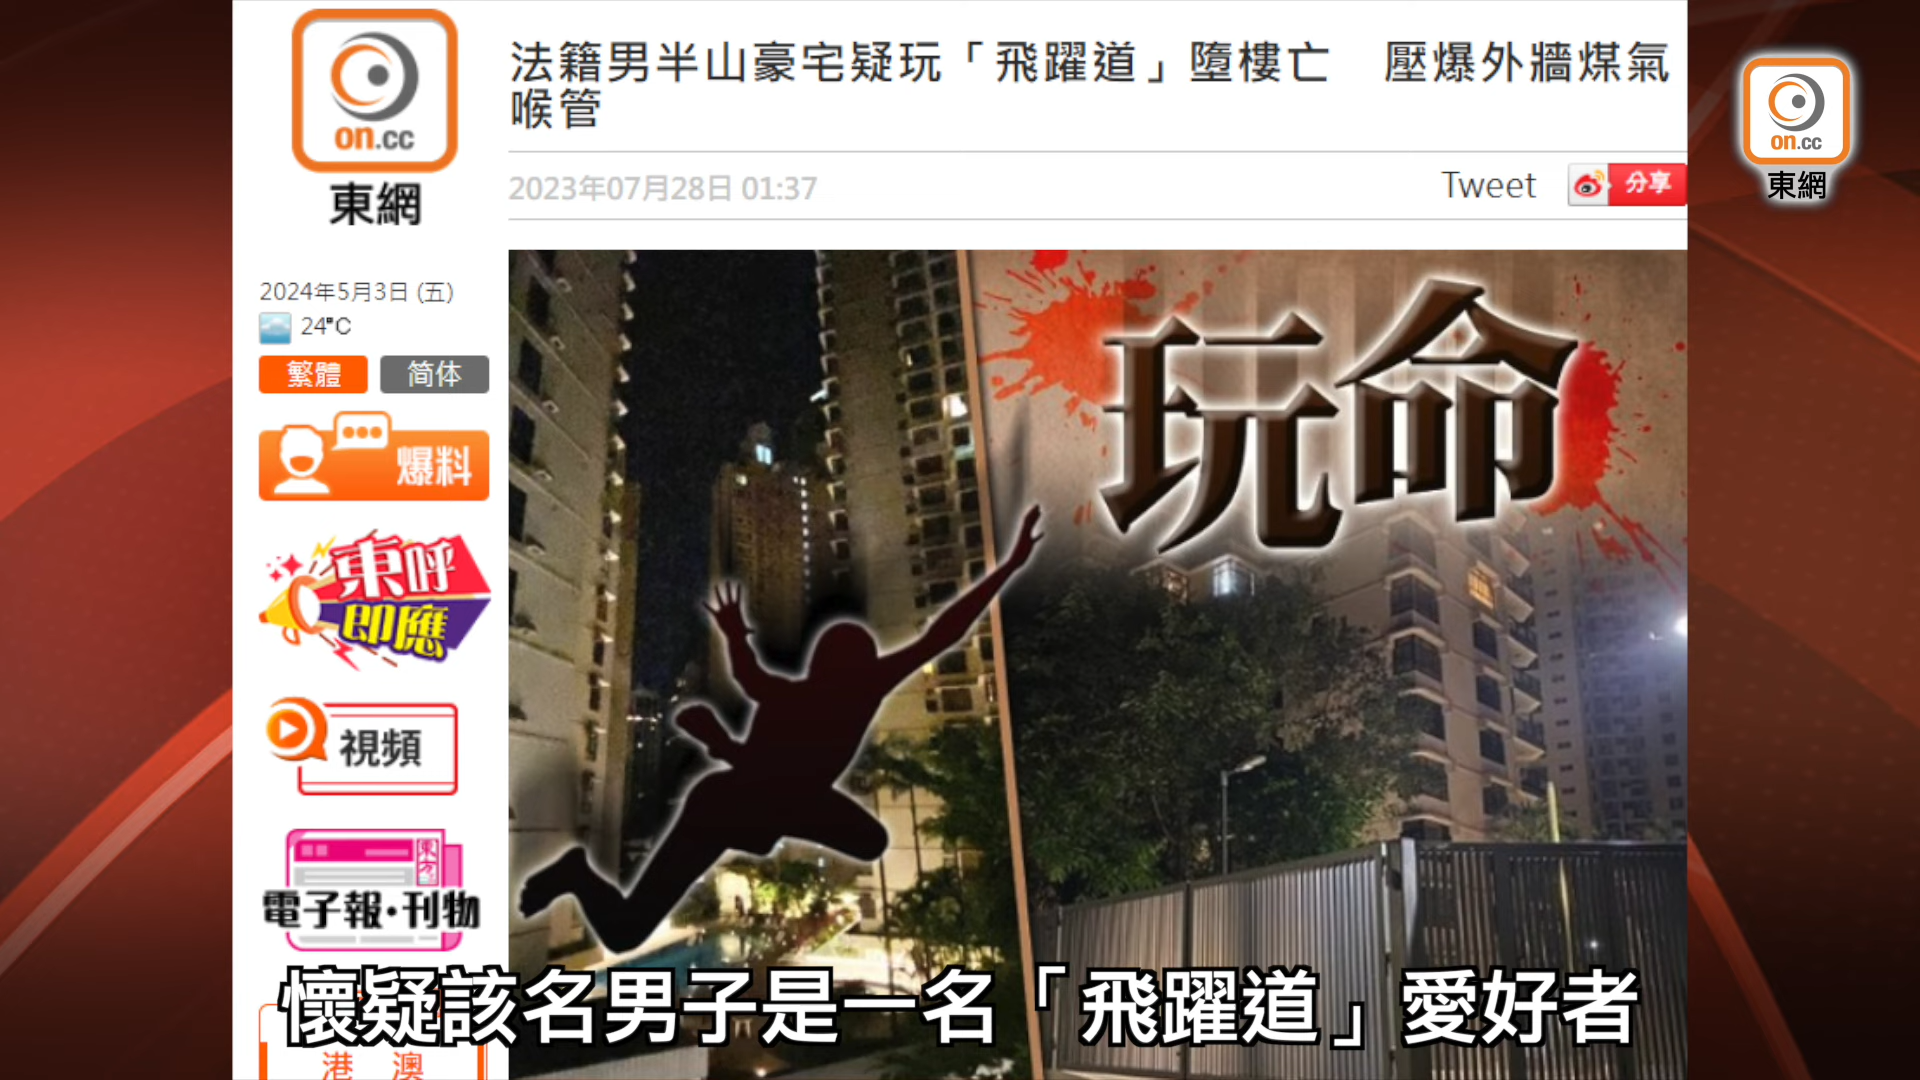 on.cc
東網
法籍男半山豪宅疑玩「飛躍道」墮樓亡　壓爆外牆煤氣
喉管
2023年07月28日 01:37
Tweet
分享
on.cc
東網
2024年5月3日 (五)
24°C
繁體
简体
爆料
東呼
即應
視頻
東方
電子報·刊物
港 澳
玩命
懷疑該名男子是一名「飛躍道」愛好者